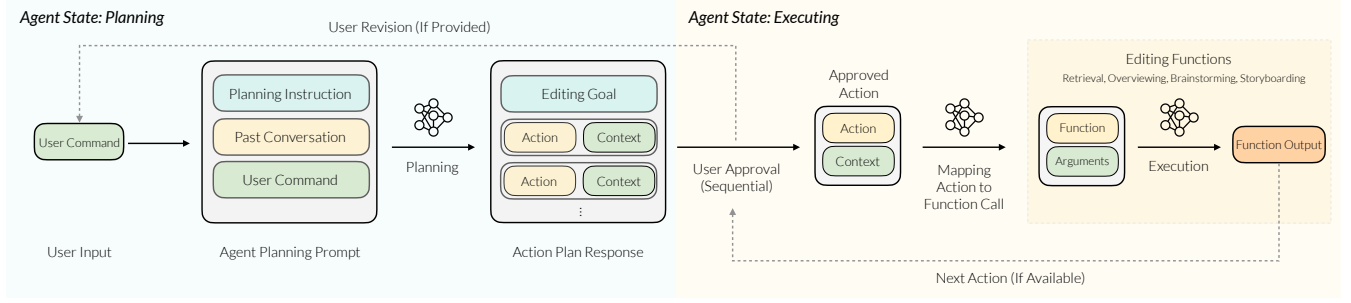 Agent State: Planning
User Revision (If Provided)
User Command
Planning Instruction
Past Conversation
User Command
Planning
Editing Goal
Action Context
Action Context
⋮
User Input
Agent Planning Prompt
Action Plan Response
Agent State: Executing
User Approval
(Sequential)
Approved
Action
Action
Context
Mapping
Action to
Function Call
Editing Functions
Retrieval, Overviewing, Brainstorming, Storyboarding
Function
Arguments
Execution
Function Output
Next Action (If Available)